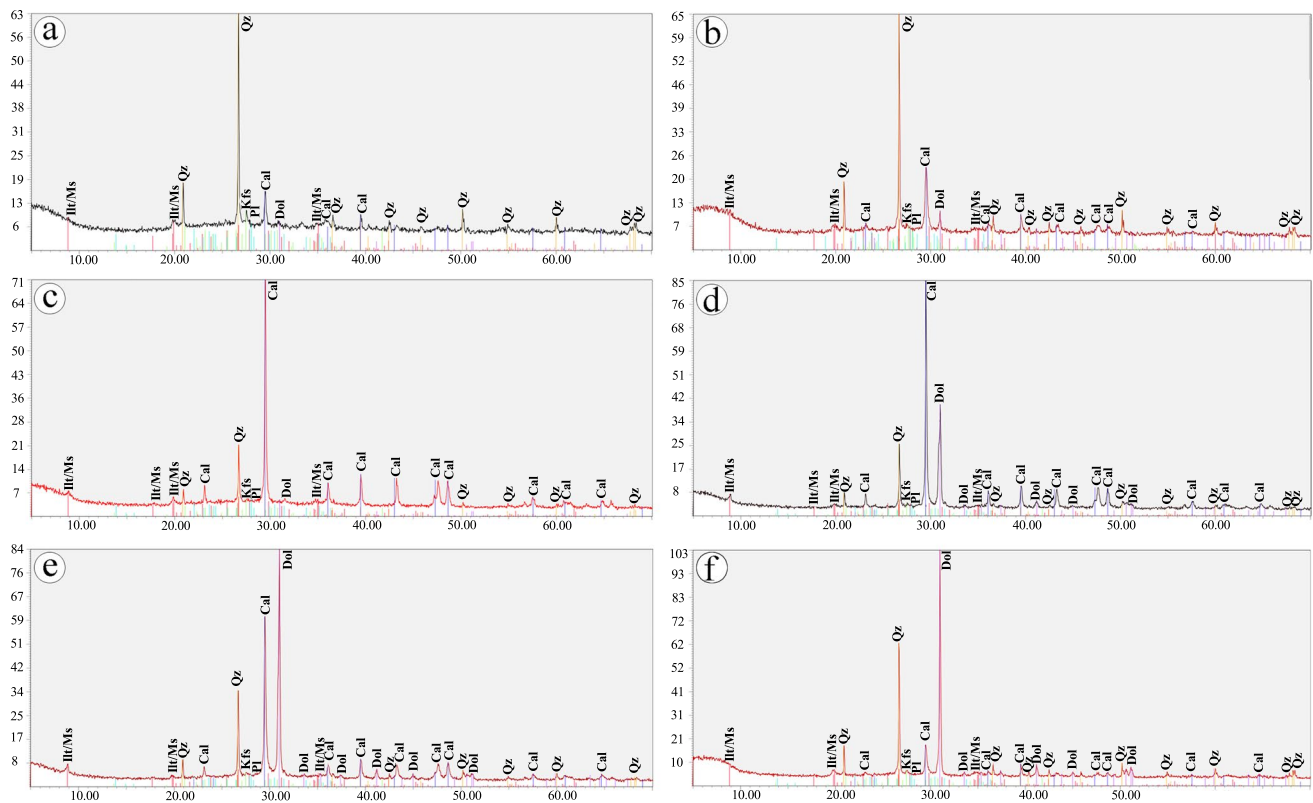 a
63
56
50
44
38
31
25
19
13
6
Ilt/Ms
Ilt/Ms
Qz
Qz
Kfs
Pl
Cal
Dol
Ilt/Ms
Cal
Qz
Cal
Qz
Qz
Qz
Qz
Qz
Qz
Qz
10.00 20.00 30.00 40.00 50.00 60.00
b
65
59
52
46
39
33
26
20
13
7
Ilt/Ms
Ilt/Ms
Qz
Cal
Qz
Kfs
Pl
Cal
Dol
Ilt/Ms
Cal
Qz
Cal
Qz
Qz
Cal
Qz
Cal
Cal
Qz
Qz
Cal
Qz
Qz
Qz
20.00 30.00 40.00 50.00 60.00
c
71
64
57
50
43
36
28
21
14
7
Ilt/Ms
Ilt/Ms
Ilt/Ms
Qz
Cal
Qz
Kfs
Pl
Cal
Dol
Ilt/Ms
Cal
Cal
Cal
Cal
Cal
Qz
Qz
Cal
Qz
Cal
Cal
Qz
10.00 20.00 30.00 40.00 50.00 60.00
d
85
76
68
59
51
42
34
25
17
8
Ilt/Ms
Ilt/Ms
Ilt/Ms
Qz
Cal
Qz
Kfs
Pl
Cal
Dol
Dol
Ilt/Ms
Cal
Qz
Cal
Qz
Dol
Qz
Cal
Dol
Cal
Cal
Qz
Dol
Qz
Cal
Qz
Cal
Cal
Qz
Qz
10.00 20.00 30.00 40.00 50.00 60.00
e
84
76
67
59
51
42
34
25
17
8
Ilt/Ms
Ilt/Ms
Qz
Cal
Qz
Kfs
Pl
Cal
Dol
Dol
Ilt/Ms
Cal
Dol
Cal
Dol
Qz
Cal
Dol
Cal
Cal
Qz
Dol
Qz
Cal
Qz
Cal
Qz
10.00 20.00 30.00 40.00 50.00 60.00
f
103
93
83
72
62
52
41
31
21
10
Ilt/Ms
Ilt/Ms
Qz
Cal
Qz
Kfs
Pl
Cal
Dol
Dol
Ilt/Ms
Cal
Qz
Cal
Qz
Dol
Qz
Dol
Cal
Cal
Qz
Dol
Qz
Cal
Qz
Cal
Qz
Qz
10.00 20.00 30.00 40.00 50.00